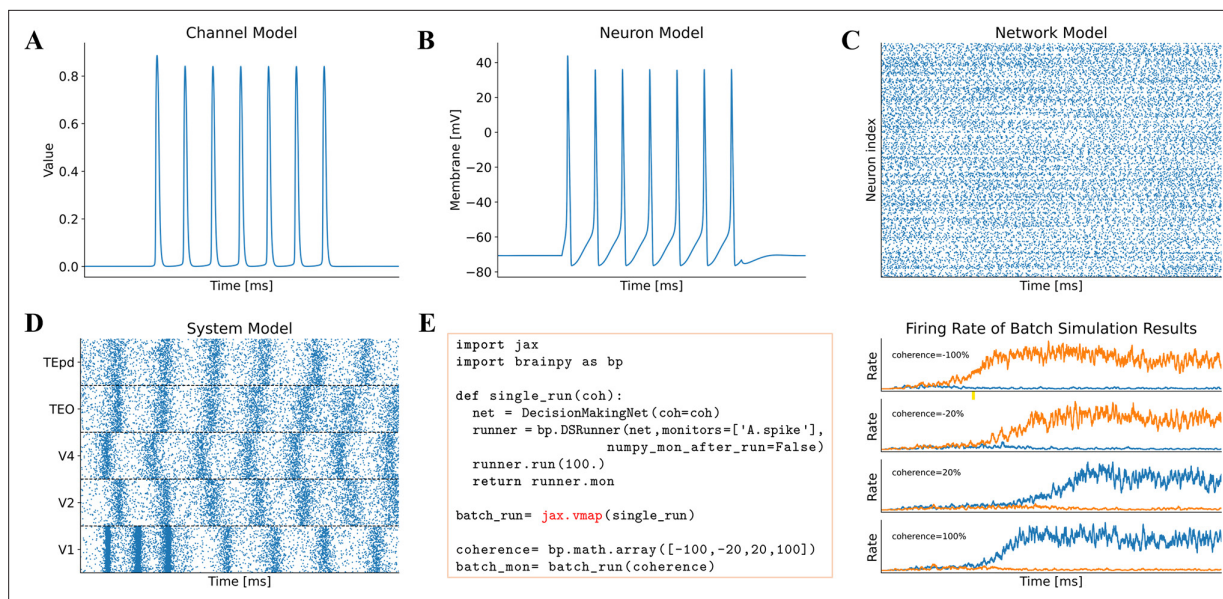 A
Channel Model
Value
0.8
0.6
0.4
0.2
0.0
Time [ms]
B
Neuron Model
Membrane [mV]
40
20
0
−20
−40
−60
−80
Time [ms]
C
Network Model
Neuron index
Time [ms]
D
System Model
TEpd
TEO
V4
V2
V1
Time [ms]
E
import jax
import brainpy as bp
def single_run(coh):
net = DecisionMakingNet(coh=coh)
runner = bp.DSRunner(net,monitors=['A.spike'],
numpy_mon_after_run=False)
runner.run(100.)
return runner.mon
batch_run= jax.vmap(single_run)
coherence= bp.math.array([-100,-20,20,100])
batch_mon= batch_run(coherence)
Firing Rate of Batch Simulation Results
Rate
coherence=-100%
Rate
coherence=-20%
Rate
coherence=20%
Rate
coherence=100%
Time [ms]